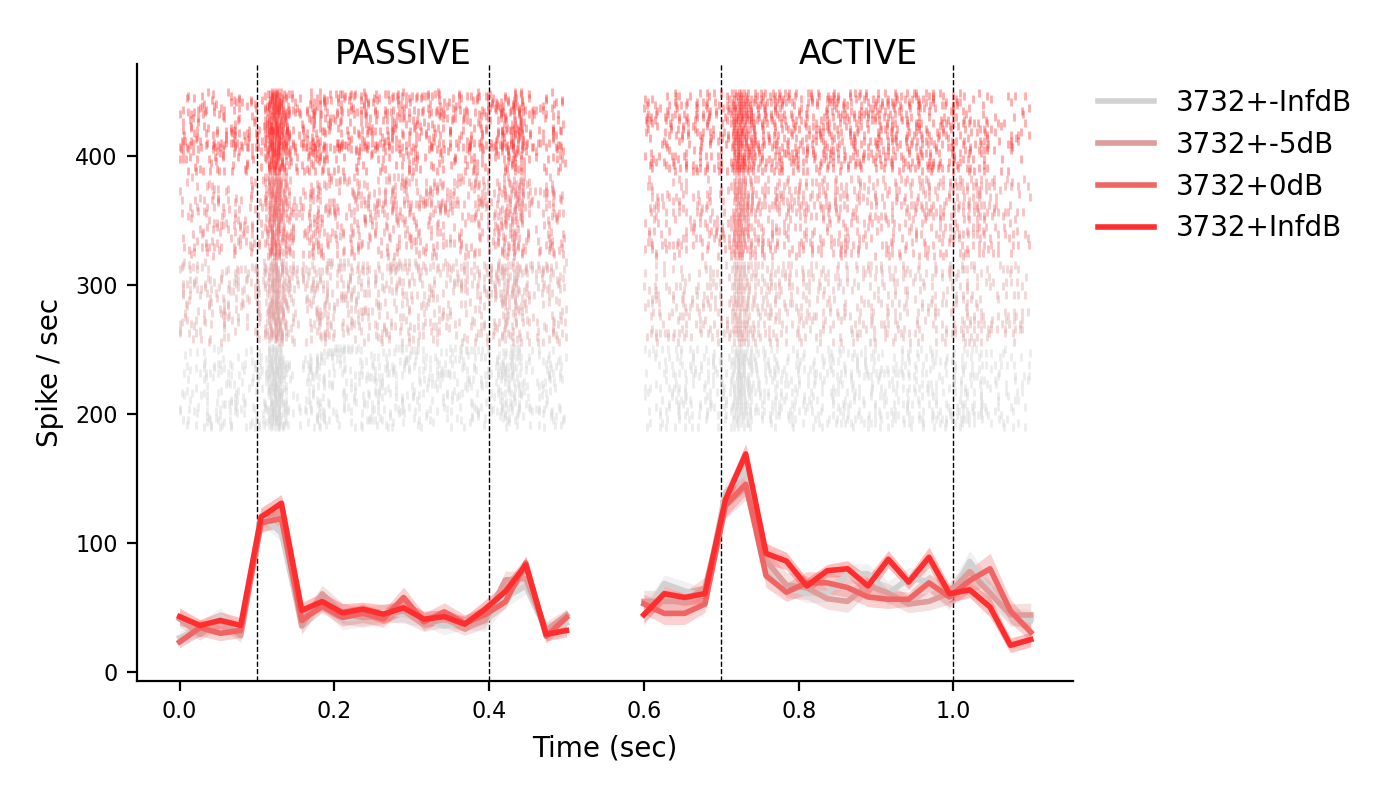 PASSIVE
ACTIVE
3732+-InfdB
3732+-5dB
3732+0dB
3732+InfdB
Spike / sec
400
300
200
100
0
0.0
0.2
0.4
0.6
0.8
1.0
Time (sec)